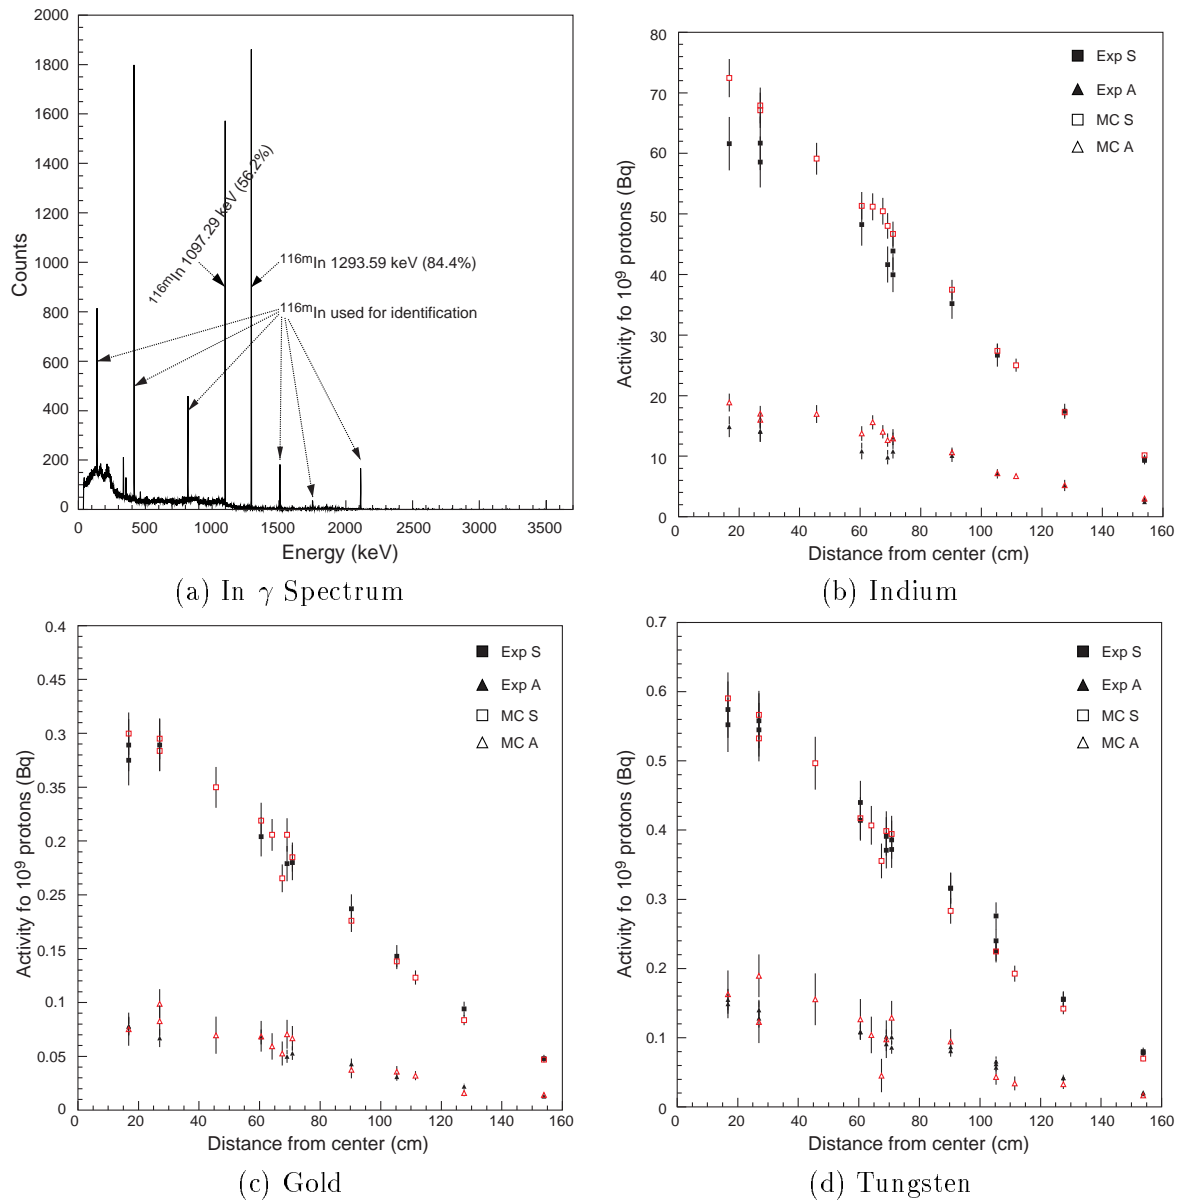 2000
1800
1600
1400
1200
1000
800
600
400
200
0
Counts
0 500 1000 1500 2000 2500 3000 3500
Energy (keV)
116mIn 1097.29 keV (56.2%)
116mIn 1293.59 keV (84.4%)
116mIn used for identification
(a) In γ Spectrum
80
70
60
50
40
30
20
10
0
Activity fo 10⁹ protons (Bq)
Exp S
Exp A
MC S
MC A
0 20 40 60 80 100 120 140 160
Distance from center (cm)
(b) Indium
0.4
0.45
0.3
0.35
0.2
0.25
0.15
0.1
0.05
0
Activity fo 10⁹ protons (Bq)
Exp S
Exp A
MC S
MC A
0 20 40 60 80 100 120 140 160
Distance from center (cm)
(c) Gold
0.7
0.6
0.5
0.4
0.3
0.2
0.1
0
Activity fo 10⁹ protons (Bq)
Exp S
Exp A
MC S
MC A
0 20 40 60 80 100 120 140 160
Distance from center (cm)
(d) Tungsten